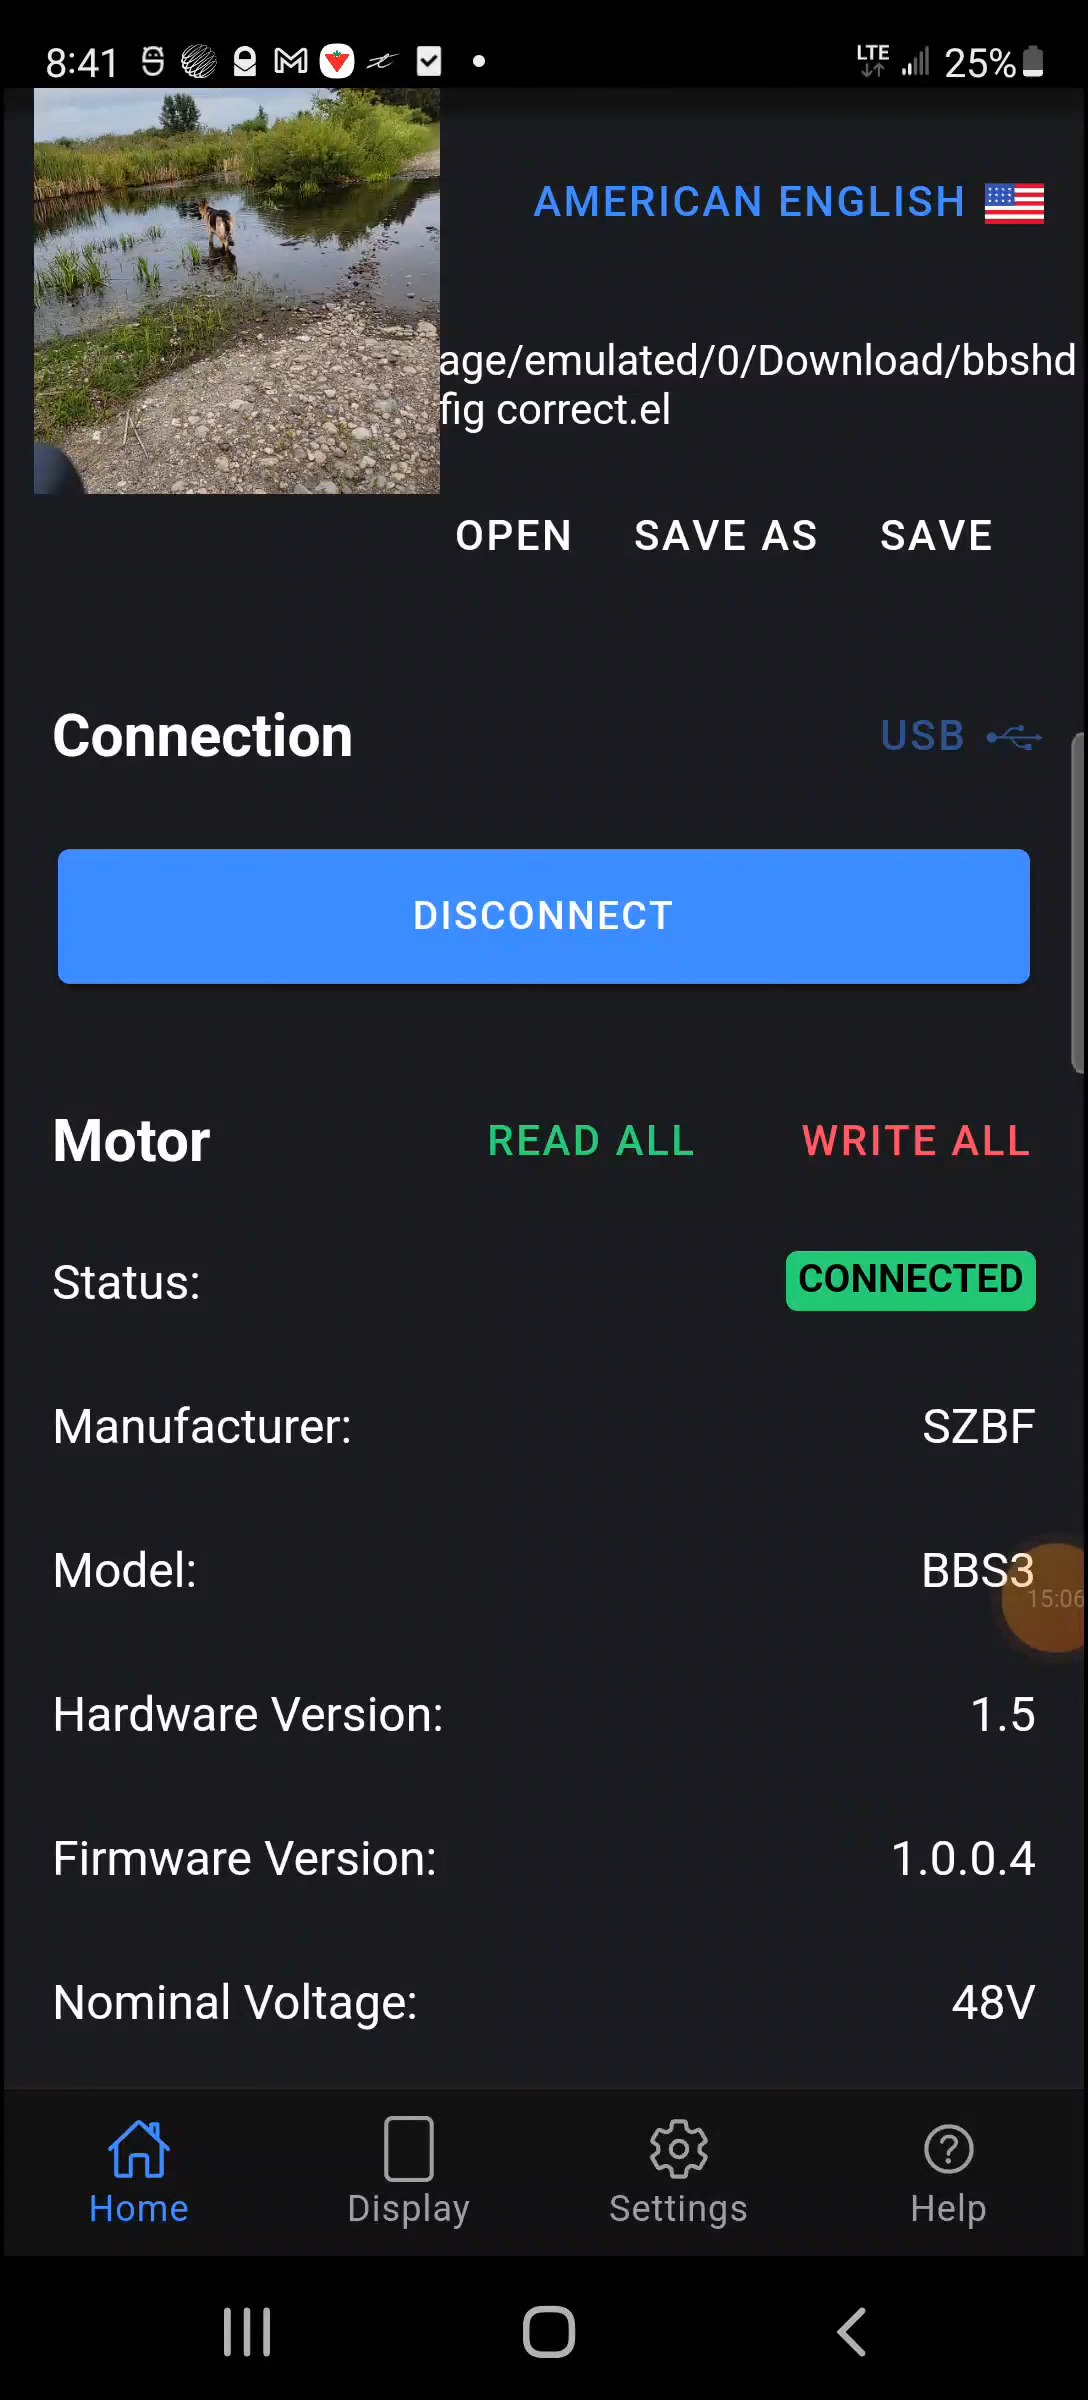 8:41
LTE
25%
AMERICAN ENGLISH
age/emulated/0/Download/bbshd
fig correct.el
OPEN SAVE AS SAVE
Connection USB
DISCONNECT
Motor READ ALL WRITE ALL
Status: CONNECTED
Manufacturer: SZBF
Model: BBS3
15:06
Hardware Version: 1.5
Firmware Version: 1.0.0.4
Nominal Voltage: 48V
Home Display Settings Help